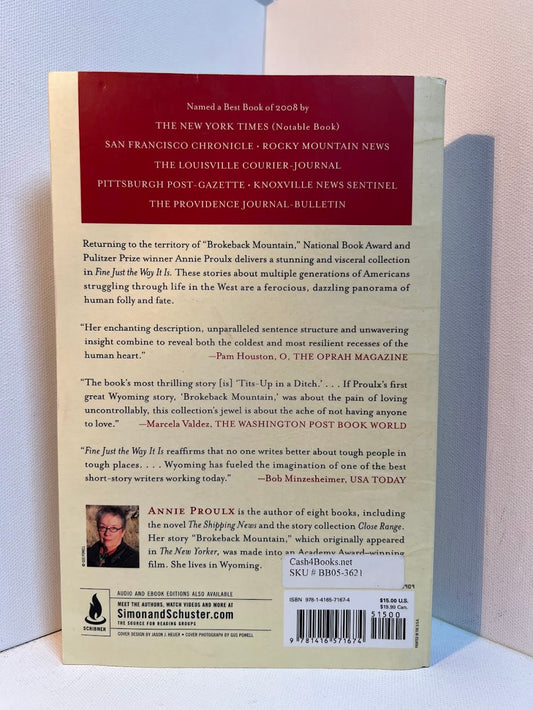 Named a Best Book of 2008 by
THE NEW YORK TIMES (Notable Book)
SAN FRANCISCO CHRONICLE • ROCKY MOUNTAIN NEWS
THE LOUISVILLE COURIER-JOURNAL
PITTSBURGH POST-GAZETTE • KNOXVILLE NEWS SENTINEL
THE PROVIDENCE JOURNAL-BULLETIN
Returning to the territory of "Brokeback Mountain," National Book Award and
Pulitzer Prize winner Annie Proulx delivers a stunning and visceral collection
in Fine Just the Way It Is. These stories about multiple generations of Americans
struggling through life in the West are a ferocious, dazzling panorama of
human folly and fate.
"Her enchanting description, unparalleled sentence structure and unwavering
insight combine to reveal both the coldest and most resilient recesses of the
human heart." —Pam Houston, O, THE OPRAH MAGAZINE
"The book's most thrilling story [is] 'Tits-Up in a Ditch.' . . . If Proulx's first
great Wyoming story, 'Brokeback Mountain,' was about the pain of loving
uncontrollably, this collection's jewel is about the ache of not having anyone
to love." —Marcela Valdez, THE WASHINGTON POST BOOK WORLD
"Fine Just the Way It Is reaffirms that no one writes better about tough people in
tough places. . . . Wyoming has fueled the imagination of one of the best
short-story writers working today." —Bob Minzesheimer, USA TODAY
ANNIE PROULX is the author of eight books, including
the novel The Shipping News and the story collection Close Range.
Her story "Brokeback Mountain," which originally appeared
in The New Yorker, was made into an Academy Award–winning
film. She lives in Wyoming.
© GUS POWELL
Cash4Books.net
SKU # BB05-3621
AUDIO AND EBOOK EDITIONS ALSO AVAILABLE
MEET THE AUTHORS, WATCH VIDEOS AND MORE AT
SimonandSchuster.com
THE SOURCE FOR READING GROUPS
SCRIBNER
COVER DESIGN BY JASON J. HEUER • COVER PHOTOGRAPH BY GUS POWELL
ISBN 978-1-4165-7167-4
$15.00 U.S.
$19.99 Can.
51500
9 781416 571674
PRINTED IN THE U.S.A.